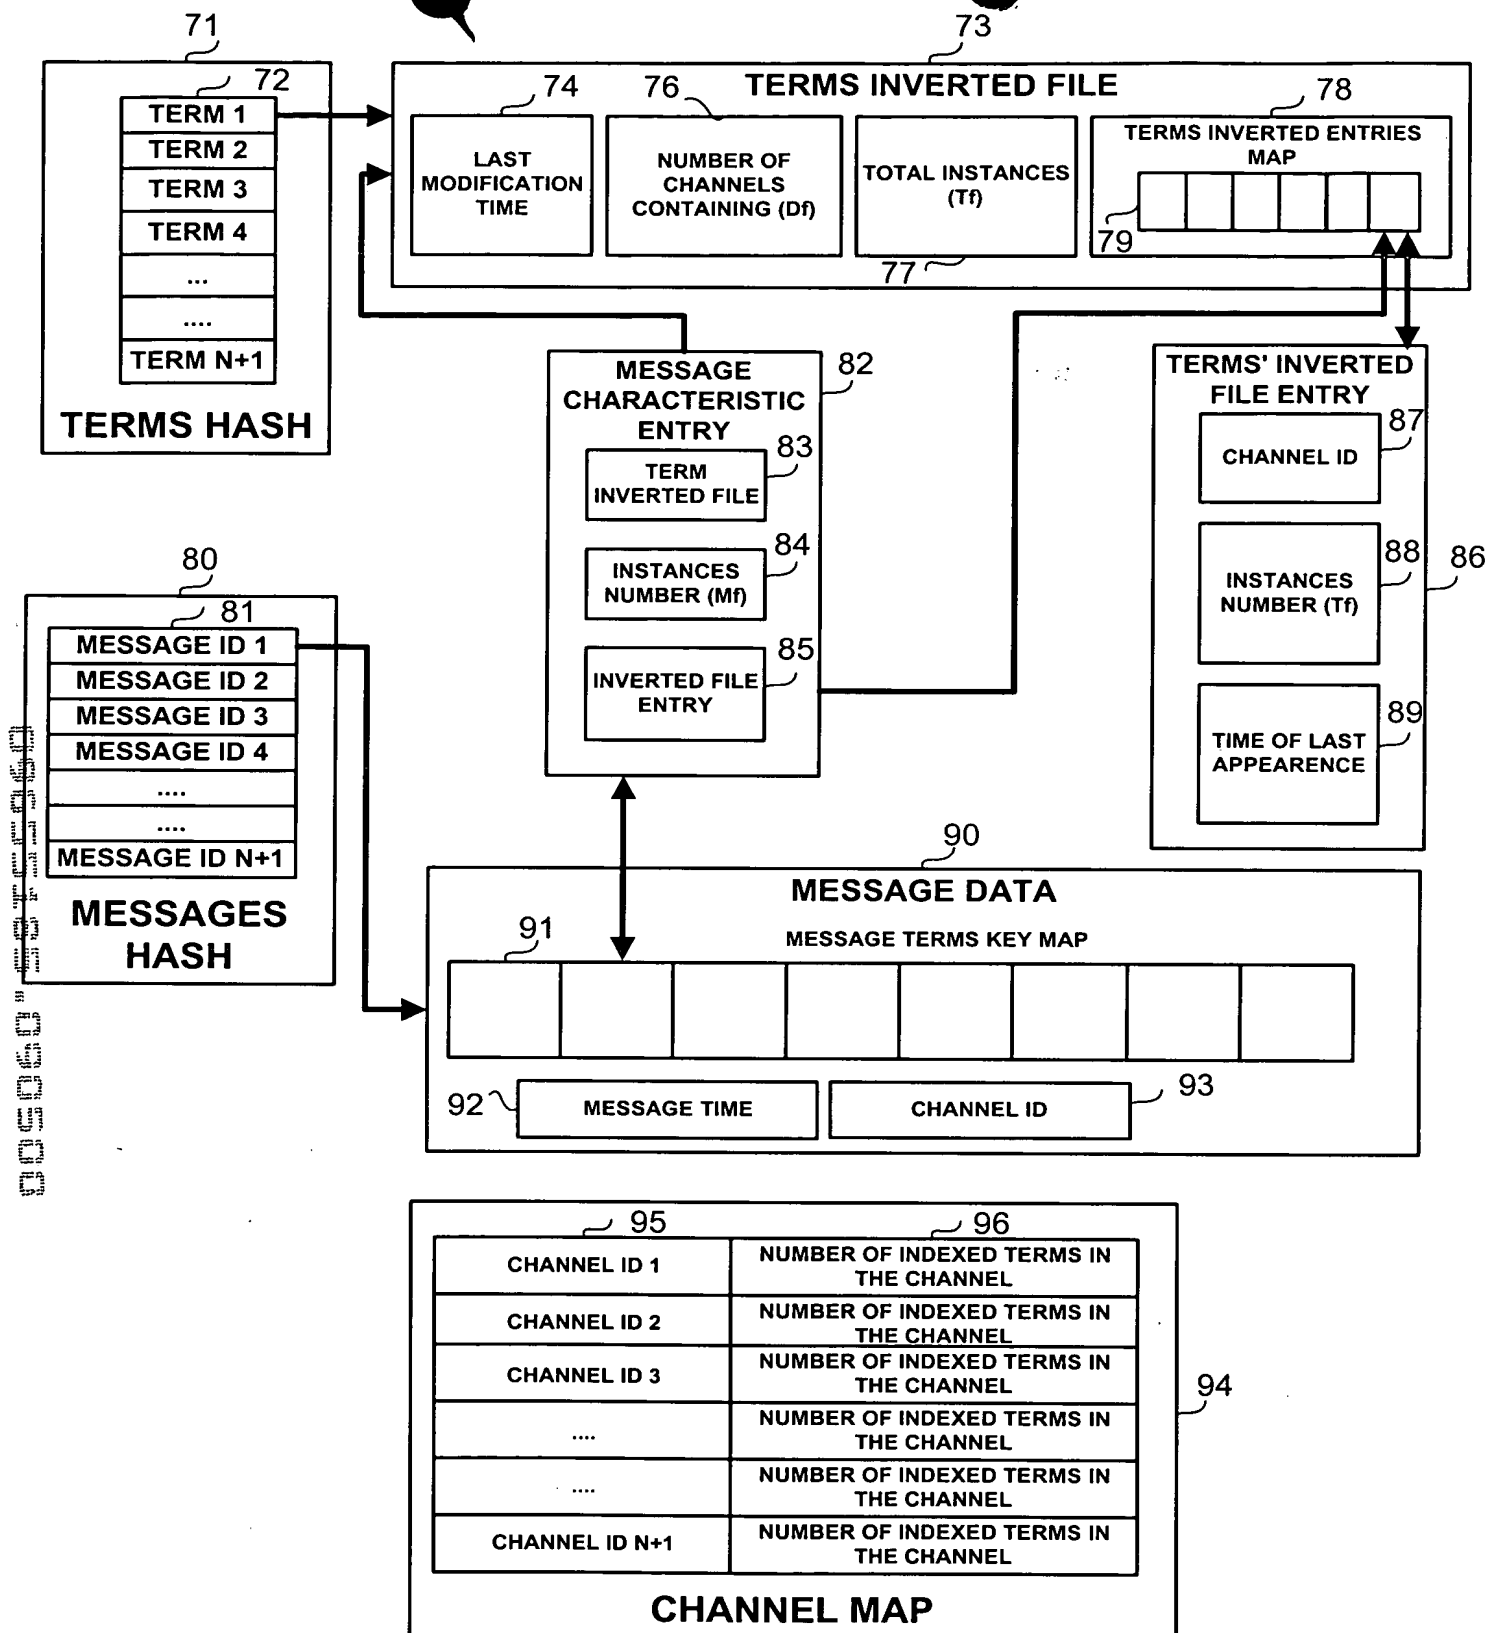 71
72
TERM 1
TERM 2
TERM 3
TERM 4
...
....
TERM N+1
TERMS HASH
73
TERMS INVERTED FILE
74
LAST
MODIFICATION
TIME
76
NUMBER OF
CHANNELS
CONTAINING (Df)
TOTAL INSTANCES
(Tf)
77
78
TERMS INVERTED ENTRIES
MAP
79
MESSAGE
CHARACTERISTIC
ENTRY
82
83
TERM
INVERTED FILE
84
INSTANCES
NUMBER (Mf)
85
INVERTED FILE
ENTRY
TERMS' INVERTED
FILE ENTRY
87
CHANNEL ID
88
INSTANCES
NUMBER (Tf)
86
89
TIME OF LAST
APPEARENCE
80
81
MESSAGE ID 1
MESSAGE ID 2
MESSAGE ID 3
MESSAGE ID 4
....
....
MESSAGE ID N+1
MESSAGES
HASH
90
MESSAGE DATA
91
MESSAGE TERMS KEY MAP
92
MESSAGE TIME
CHANNEL ID
93
95
96
CHANNEL ID 1
NUMBER OF INDEXED TERMS IN
THE CHANNEL
CHANNEL ID 2
NUMBER OF INDEXED TERMS IN
THE CHANNEL
CHANNEL ID 3
NUMBER OF INDEXED TERMS IN
THE CHANNEL
....
NUMBER OF INDEXED TERMS IN
THE CHANNEL
....
NUMBER OF INDEXED TERMS IN
THE CHANNEL
CHANNEL ID N+1
NUMBER OF INDEXED TERMS IN
THE CHANNEL
94
CHANNEL MAP